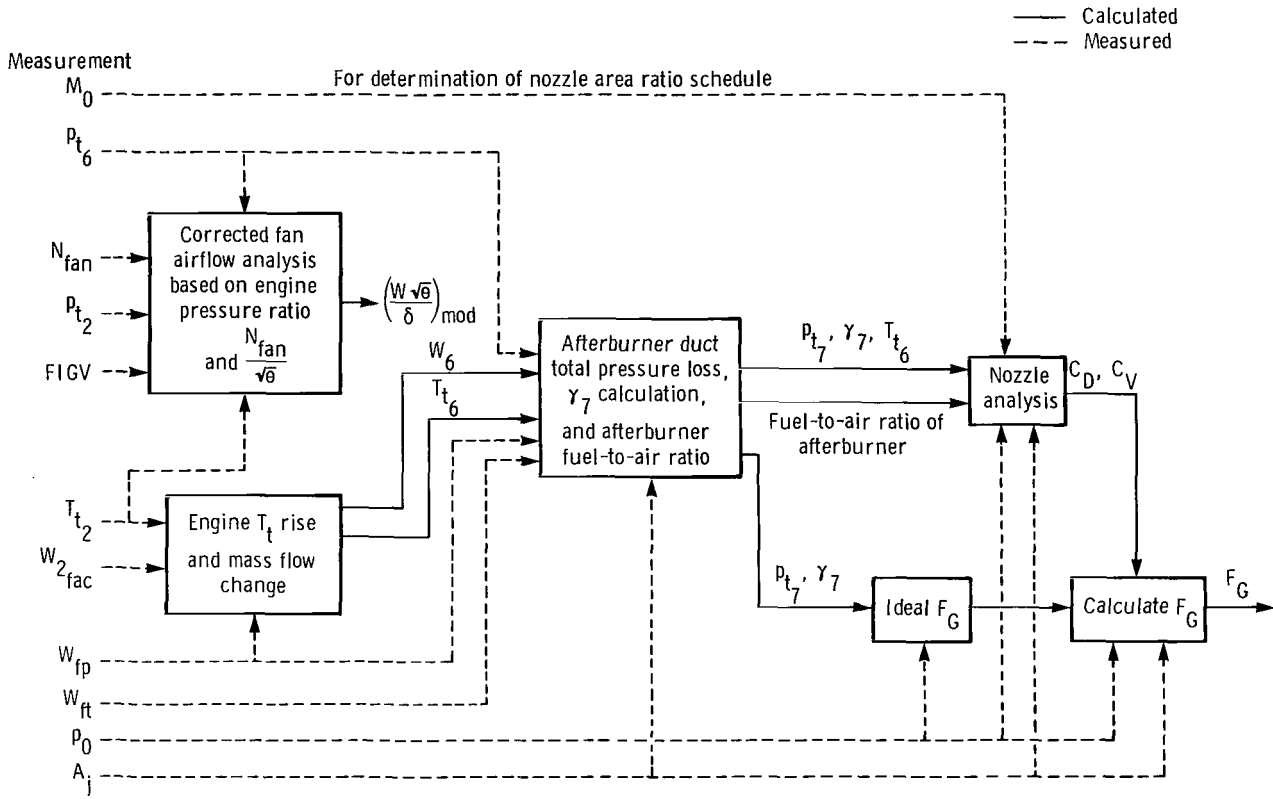 Calculated
Measured
Measurement
M0
For determination of nozzle area ratio schedule
pt6
Nfan
pt2
FIGV
Corrected fan
airflow analysis
based on engine
pressure ratio
and Nfan/√θ
(W√θ/δ)mod
Tt2
W2fac
Engine Tt rise
and mass flow
change
W6
Tt6
Afterburner duct
total pressure loss,
γ7 calculation,
and afterburner
fuel-to-air ratio
pt7, γ7, Tt6
Fuel-to-air ratio of
afterburner
Nozzle
analysis
CD, CV
pt7, γ7
Ideal FG
Calculate FG
FG
Wfp
Wft
p0
Aj